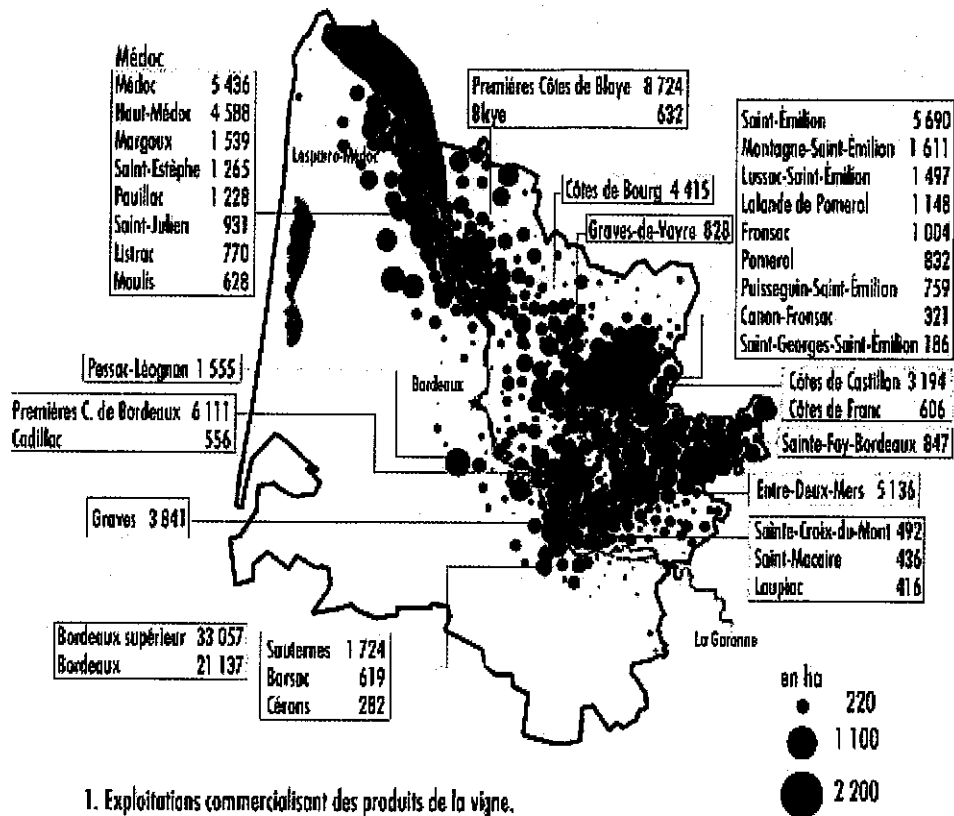 Médoc
Médoc 5 436
Haut-Médoc 4 588
Margaux 1 539
Saint-Estèphe 1 265
Pauillac 1 228
Saint-Julien 931
Listrac 770
Moulis 628
Premières Côtes de Blaye 8 724
Blaye 632
Saint-Émilion 5 690
Montagne-Saint-Émilion 1 611
Lussac-Saint-Émilion 1 497
Lalande de Pomerol 1 148
Fronsac 1 004
Pomerol 832
Puisseguin-Saint-Émilion 759
Canon-Fronsac 321
Saint-Georges-Saint-Émilion 186
Lesparre-Médoc
Côtes de Bourg 4 415
Graves-de-Vayre 828
Pessac-Léognan 1 555
Bordeaux
Côtes de Castillon 3 194
Côtes de Franc 606
Premières C. de Bordeaux 6 111
Cadillac 556
Sainte-Foy-Bordeaux 847
Entre-Deux-Mers 5 136
Graves 3 841
Sainte-Croix-du-Mont 492
Saint-Macaire 436
Loupiac 416
Bordeaux supérieur 33 057
Bordeaux 21 137
Sauternes 1 724
Barsac 619
Cérons 282
La Garonne
en ha
220
1 100
2 200
1. Exploitations commercialisant des produits de la vigne.